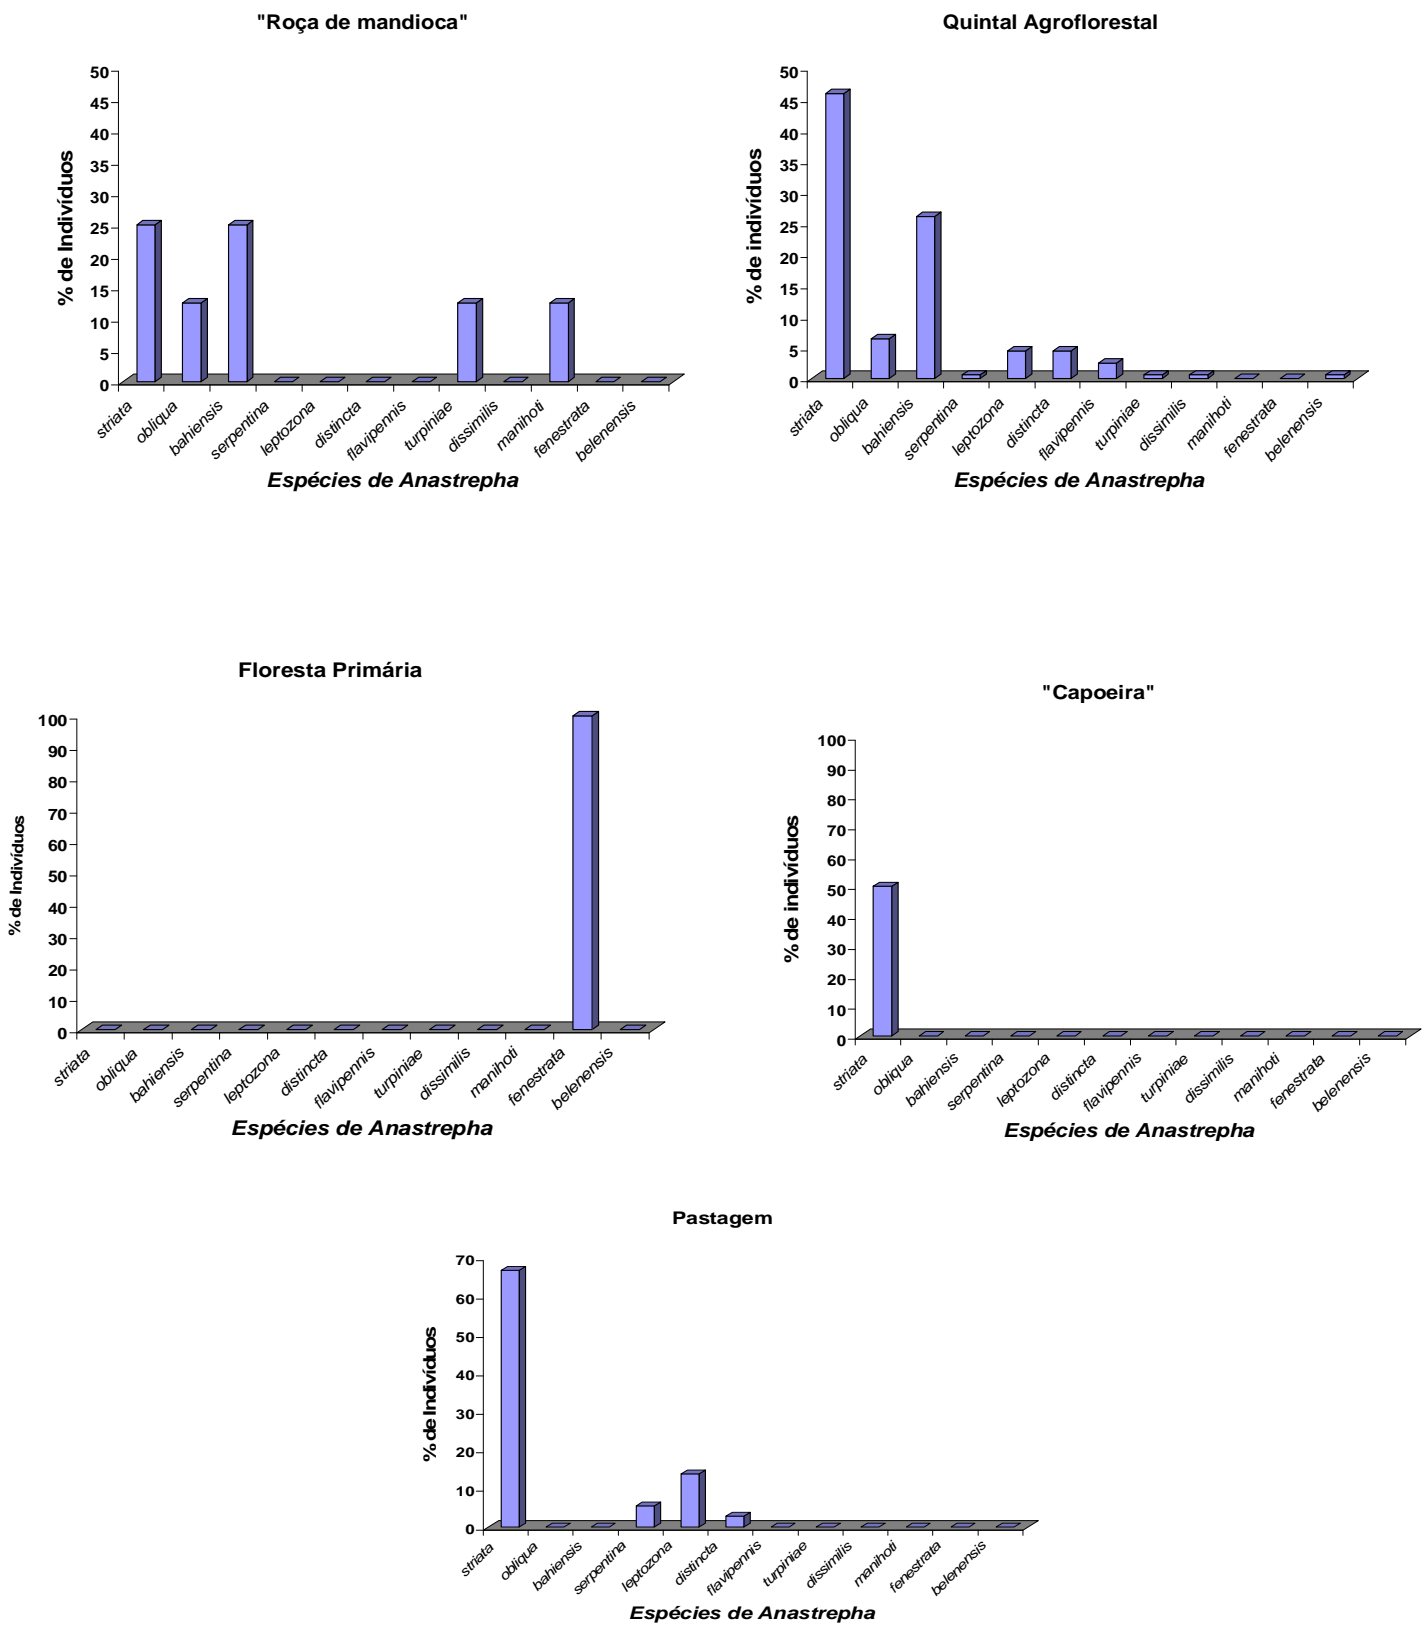 "Roça de mandioca"
% de Indivíduos
50
45
40
35
30
25
20
15
10
5
0
striata
obliqua
bahiensis
serpentina
leptozona
distincta
flavipennis
turpiniae
dissimilis
manihoti
fenestrata
belenensis
Espécies de Anastrepha
Quintal Agroflorestal
% de indivíduos
50
45
40
35
30
25
20
15
10
5
0
striata
obliqua
bahiensis
serpentina
leptozona
distincta
flavipennis
turpiniae
dissimilis
manihoti
fenestrata
belenensis
Espécies de Anastrepha
Floresta Primária
% de Indivíduos
100
90
80
70
60
50
40
30
20
10
0
striata
obliqua
bahiensis
serpentina
leptozona
distincta
flavipennis
turpiniae
dissimilis
manihoti
fenestrata
belenensis
Espécies de Anastrepha
"Capoeira"
% de indivíduos
100
90
80
70
60
50
40
30
20
10
0
striata
obliqua
bahiensis
serpentina
leptozona
distincta
flavipennis
turpiniae
dissimilis
manihoti
fenestrata
belenensis
Espécies de Anastrepha
Pastagem
% de Indivíduos
70
60
50
40
30
20
10
0
striata
obliqua
bahiensis
serpentina
leptozona
distincta
flavipennis
turpiniae
dissimilis
manihoti
fenestrata
belenensis
Espécies de Anastrepha